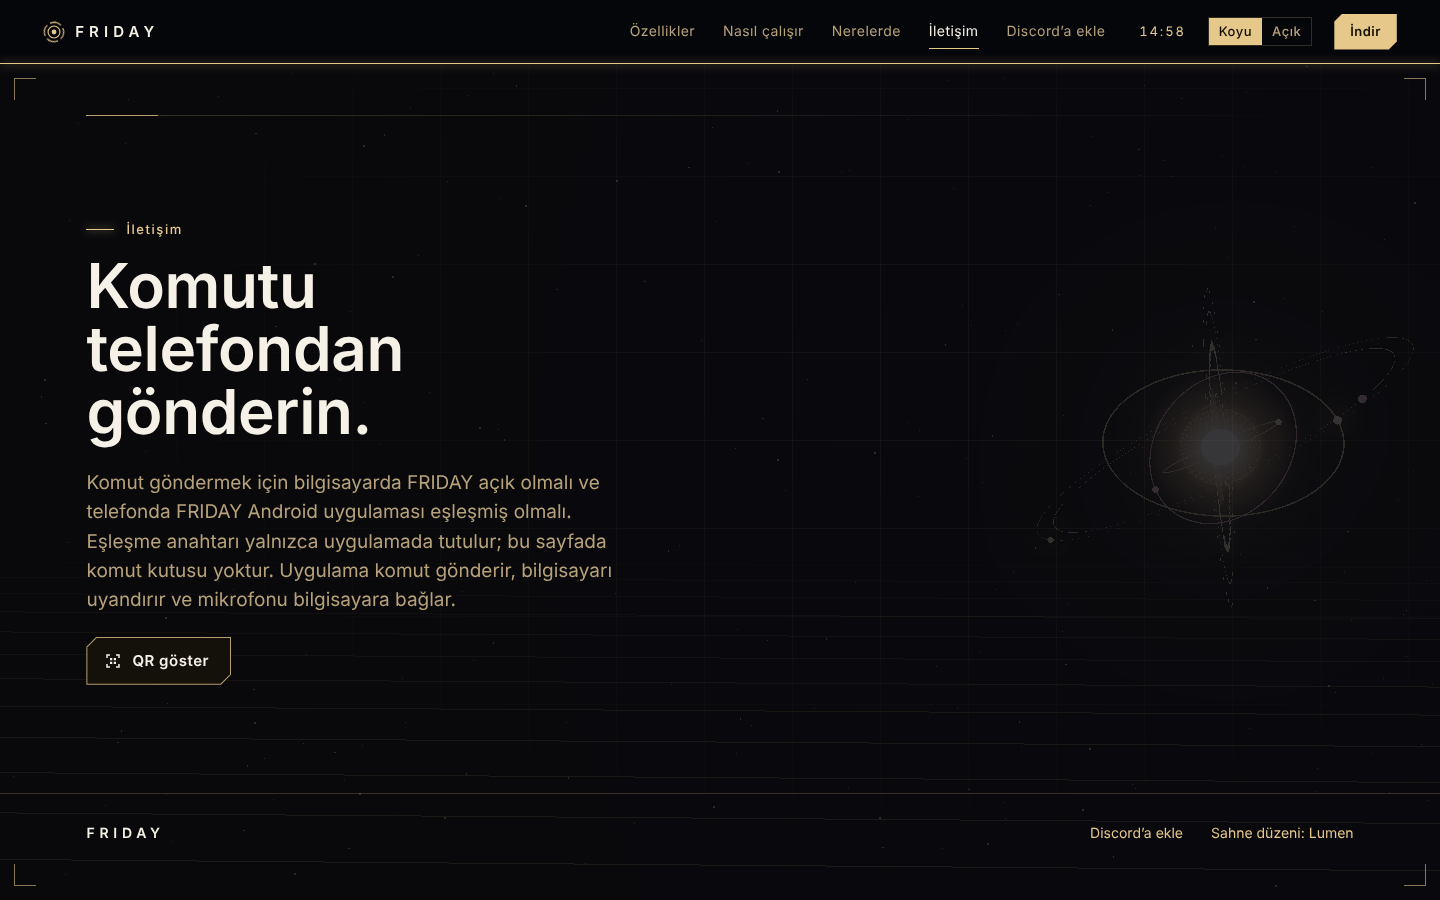 FRIDAY
Özellikler
Nasıl çalışır
Nerelerde
İletişim
Discord’a ekle
14:58
Koyu
Açık
İndir
İletişim
Komutu
telefondan
gönderin.
Komut göndermek için bilgisayarda FRIDAY açık olmalı ve
telefonda FRIDAY Android uygulaması eşleşmiş olmalı.
Eşleşme anahtarı yalnızca uygulamada tutulur; bu sayfada
komut kutusu yoktur. Uygulama komut gönderir, bilgisayarı
uyandırır ve mikrofonu bilgisayara bağlar.
QR göster
FRIDAY
Discord’a ekle
Sahne düzeni: Lumen